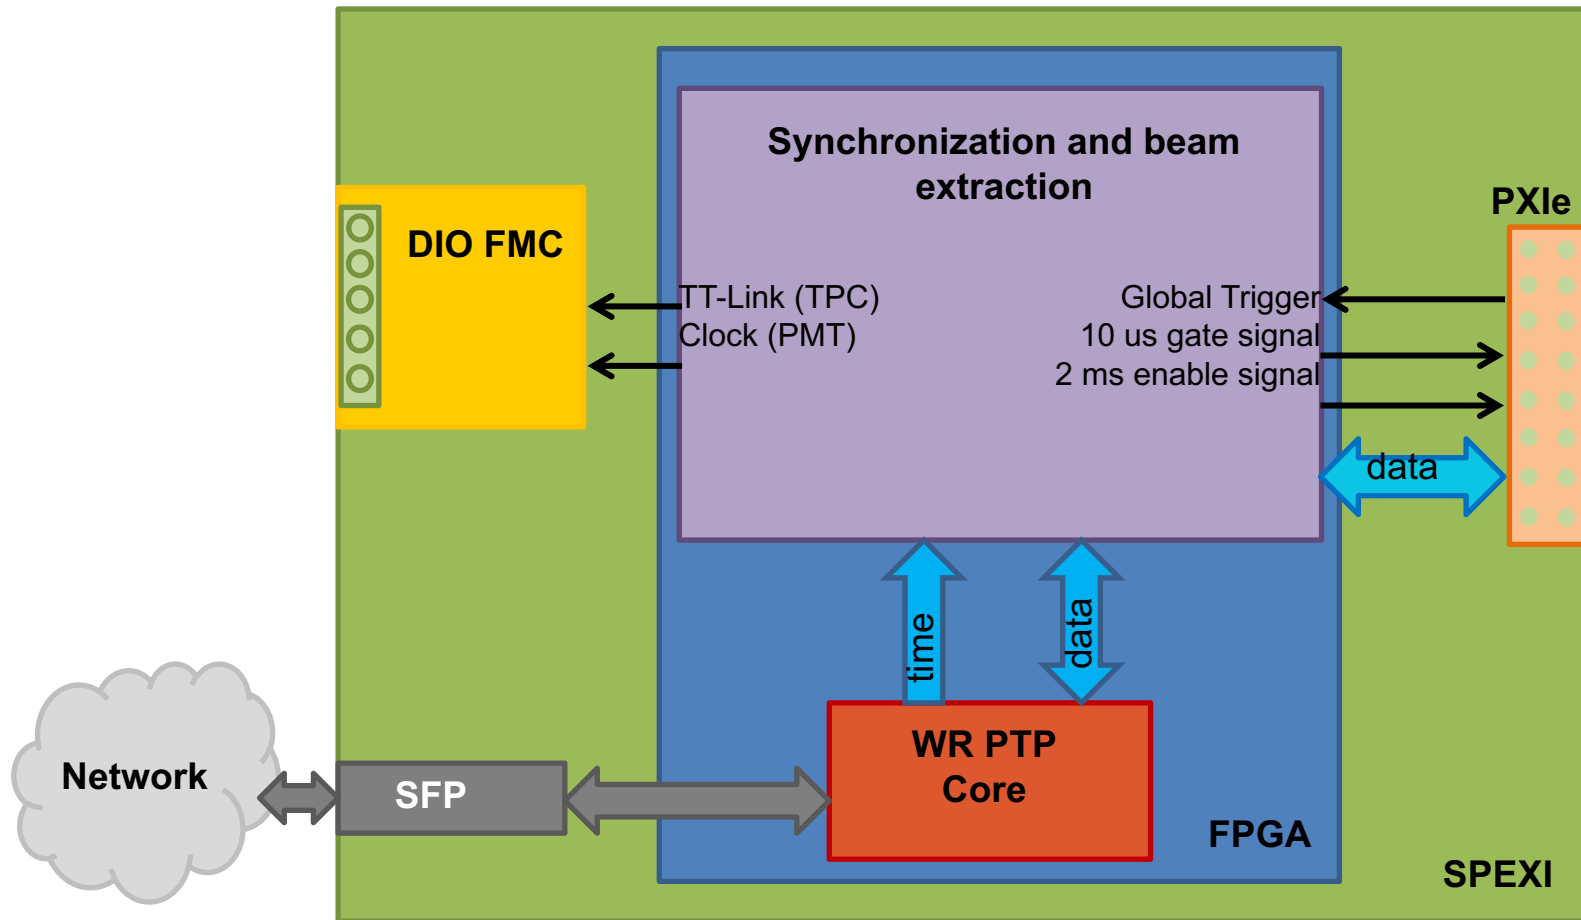 Synchronization and beam
extraction
PXIe
DIO FMC
TT-Link (TPC)
Clock (PMT)
Global Trigger
10 us gate signal
2 ms enable signal
data
time
data
WR PTP
Core
Network
SFP
FPGA
SPEXI